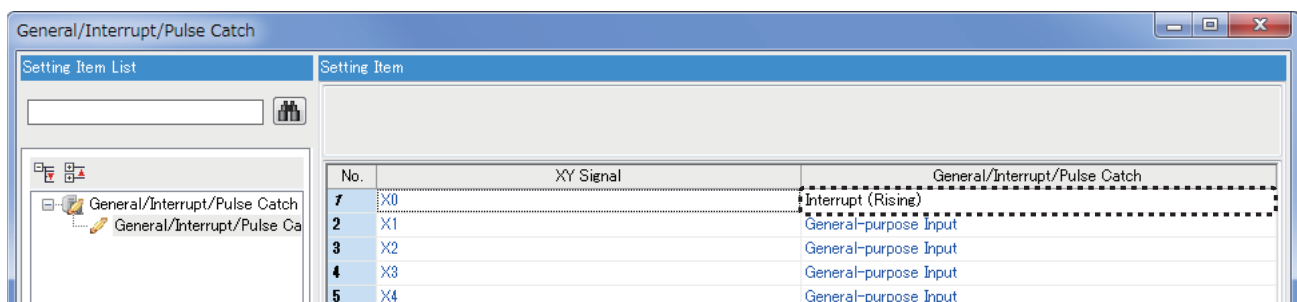 General/Interrupt/Pulse Catch
Setting Item List
Setting Item
General/Interrupt/Pulse Catch
General/Interrupt/Pulse Ca
No. XY Signal General/Interrupt/Pulse Catch
1 X0 Interrupt (Rising)
2 X1 General-purpose Input
3 X2 General-purpose Input
4 X3 General-purpose Input
5 X4 General-purpose Input